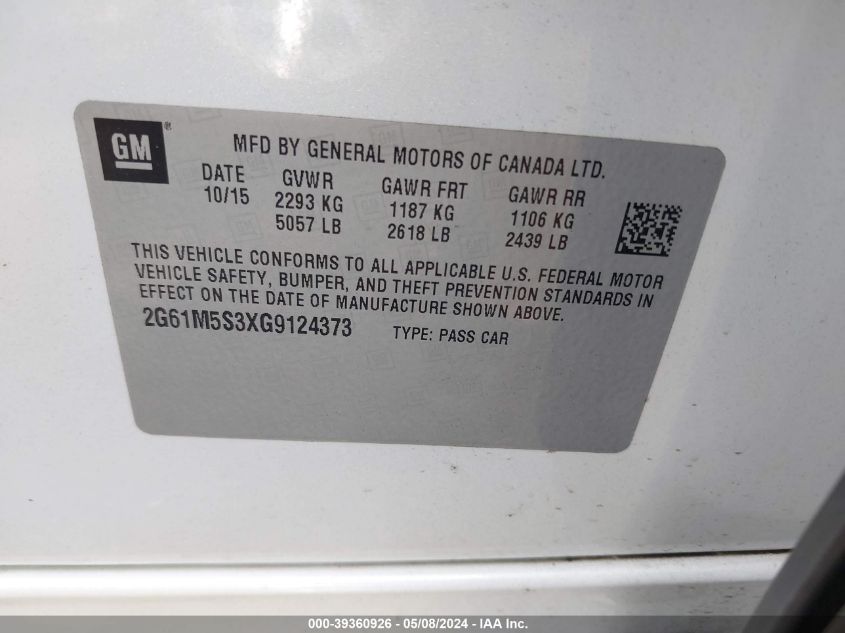 GM®
MFD BY GENERAL MOTORS OF CANADA LTD.
DATE GVWR GAWR FRT GAWR RR
10/15 2293 KG 1187 KG 1106 KG
5057 LB 2618 LB 2439 LB
THIS VEHICLE CONFORMS TO ALL APPLICABLE U.S. FEDERAL MOTOR
VEHICLE SAFETY, BUMPER, AND THEFT PREVENTION STANDARDS IN
EFFECT ON THE DATE OF MANUFACTURE SHOWN ABOVE.
2G61M5S3XG9124373 TYPE: PASS CAR
000-39360926 - 05/08/2024 - IAA Inc.